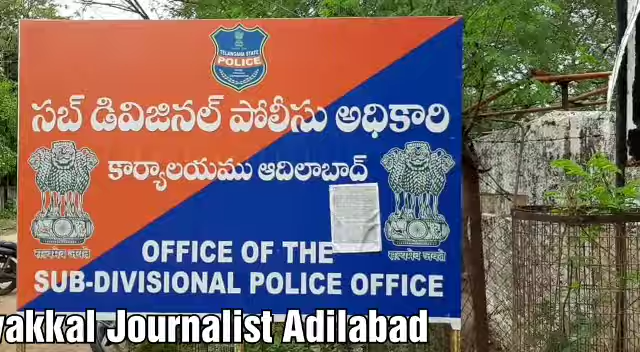 TELANGANA STATE
POLICE
సబ్ డివిజినల్ పోలీసు అధికారి
కార్యాలయము ఆదిలాబాద్
सत्यमेव जयते
सत्यमेव जयते
OFFICE OF THE
SUB-DIVISIONAL POLICE OFFICE
yakkal Journalist Adilabad